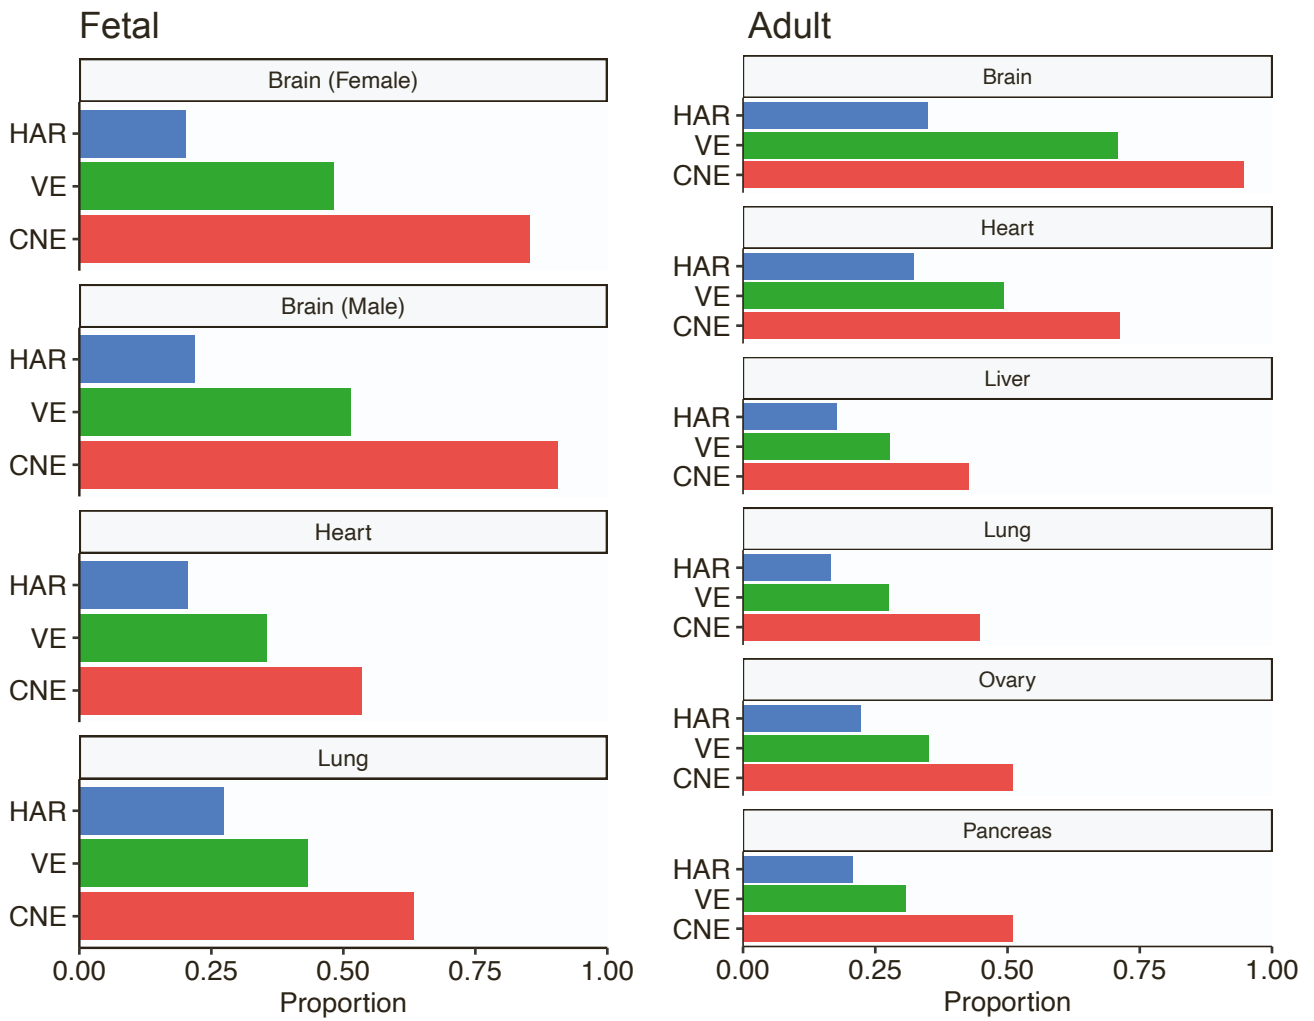 Fetal
Brain (Female)
HAR
VE
CNE
Brain (Male)
HAR
VE
CNE
Heart
HAR
VE
CNE
Lung
HAR
VE
CNE
0.00 0.25 0.50 0.75 1.00
Proportion
Adult
Brain
HAR
VE
CNE
Heart
HAR
VE
CNE
Liver
HAR
VE
CNE
Lung
HAR
VE
CNE
Ovary
HAR
VE
CNE
Pancreas
HAR
VE
CNE
0.00 0.25 0.50 0.75 1.00
Proportion